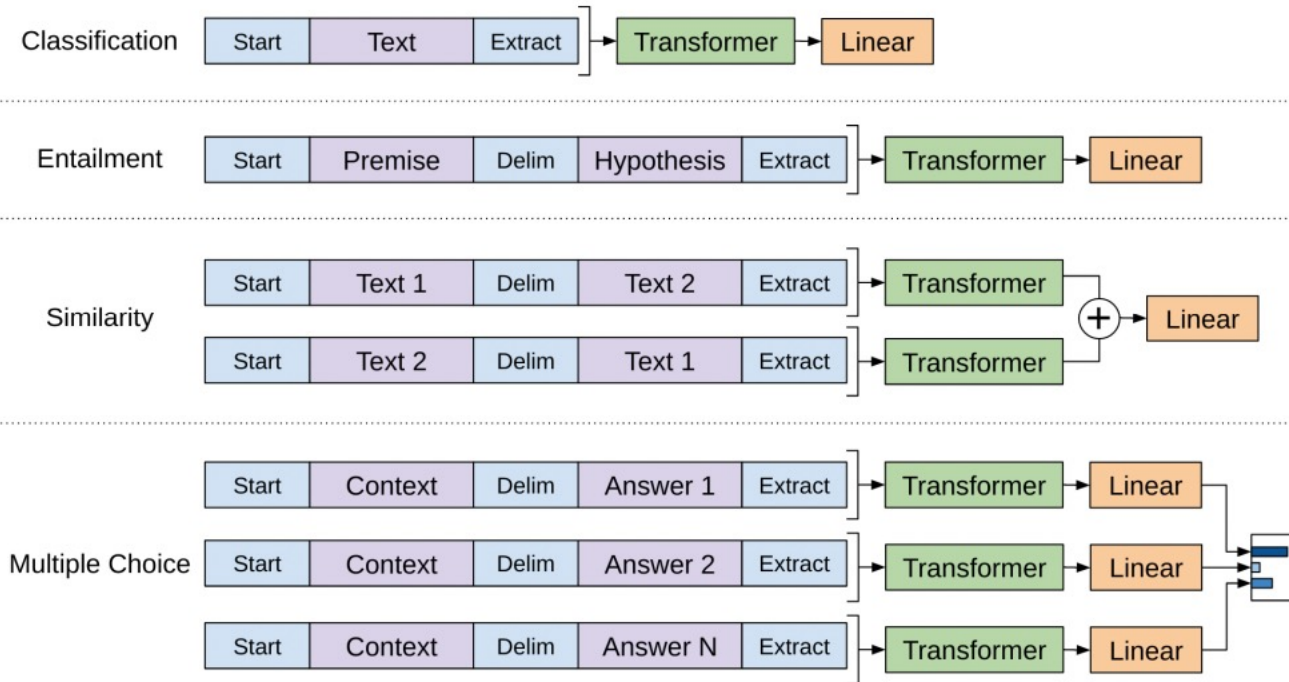 Classification Start Text Extract Transformer Linear
Entailment Start Premise Delim Hypothesis Extract Transformer Linear
Similarity
Start Text 1 Delim Text 2 Extract Transformer
+ Linear
Start Text 2 Delim Text 1 Extract Transformer
Multiple Choice
Start Context Delim Answer 1 Extract Transformer Linear
Start Context Delim Answer 2 Extract Transformer Linear
Start Context Delim Answer N Extract Transformer Linear